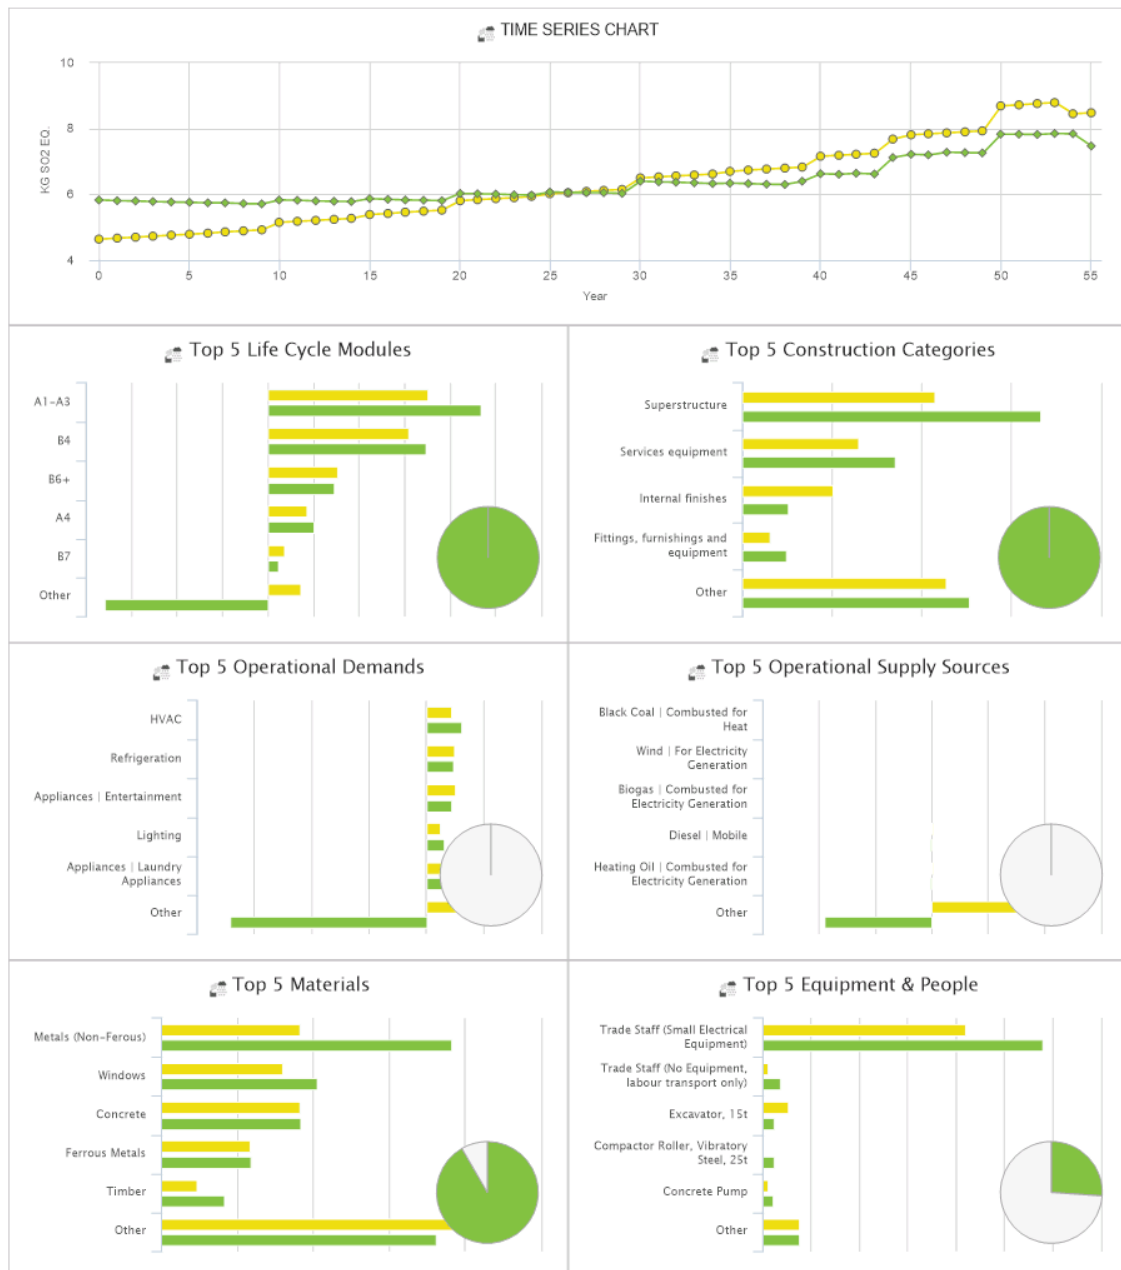 TIME SERIES CHART
10
8
6
4
KG SO2 EQ.
0 5 10 15 20 25 30 35 40 45 50 55
Year
Top 5 Life Cycle Modules
A1-A3
B4
B6+
A4
B7
Other
Top 5 Construction Categories
Superstructure
Services equipment
Internal finishes
Fittings, furnishings and
equipment
Other
Top 5 Operational Demands
HVAC
Refrigeration
Appliances | Entertainment
Lighting
Appliances | Laundry
Appliances
Other
Top 5 Operational Supply Sources
Black Coal | Combusted for
Heat
Wind | For Electricity
Generation
Biogas | Combusted for
Electricity Generation
Diesel | Mobile
Heating Oil | Combusted for
Electricity Generation
Other
Top 5 Materials
Metals (Non-Ferous)
Windows
Concrete
Ferrous Metals
Timber
Other
Top 5 Equipment & People
Trade Staff (Small Electrical
Equipment)
Trade Staff (No Equipment,
labour transport only)
Excavator, 15t
Compactor Roller, Vibratory
Steel, 25t
Concrete Pump
Other